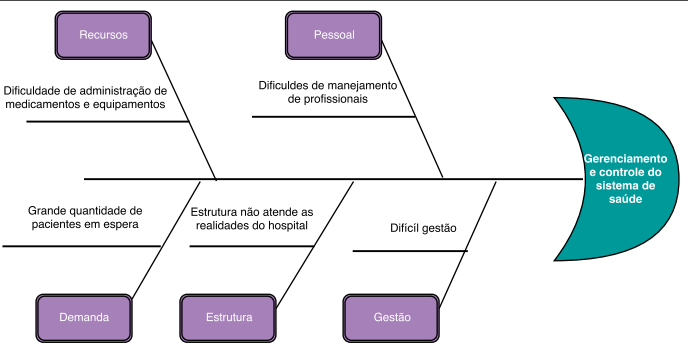 Recursos
Pessoal
Dificuldade de administração de
medicamentos e equipamentos
Dificuldes de manejamento
de profissionais
Gerenciamento
e controle do
sistema de
saúde
Grande quantidade de
pacientes em espera
Estrutura não atende as
realidades do hospital
Difícil gestão
Demanda
Estrutura
Gestão